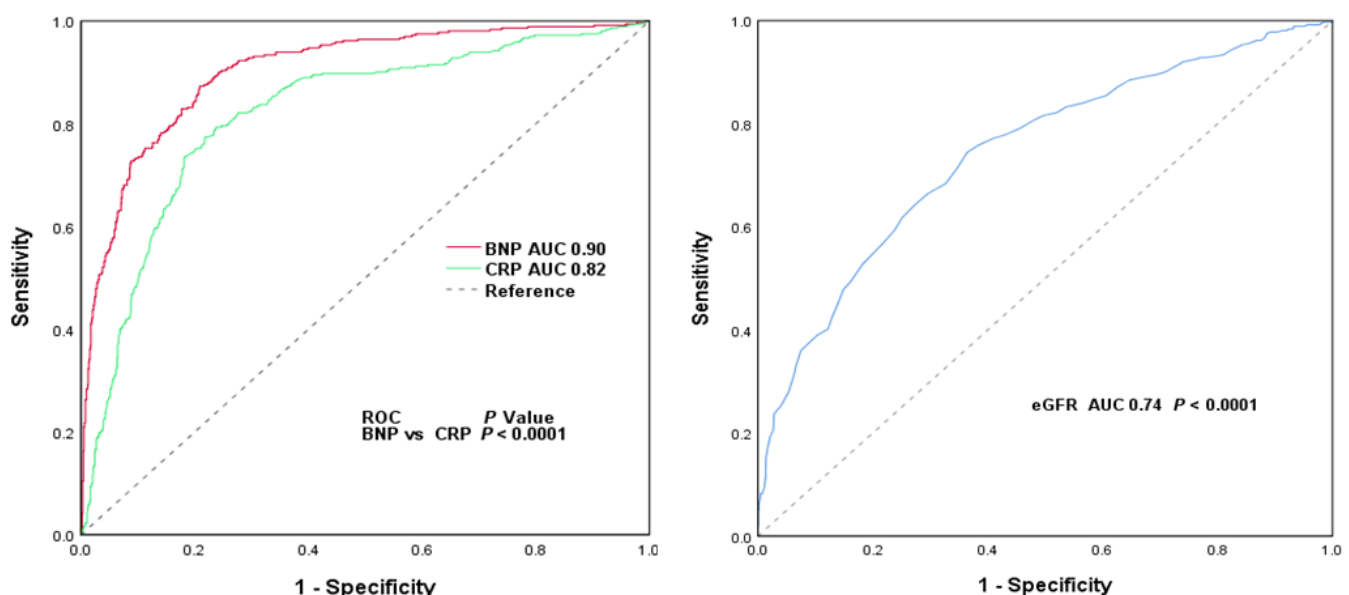 1.0
0.8
0.6
0.4
0.2
0.0
Sensitivity
BNP AUC 0.90
CRP AUC 0.82
Reference
ROC P Value
BNP vs CRP P < 0.0001
0.0 0.2 0.4 0.6 0.8 1.0
1 - Specificity
1.0
0.8
0.6
0.4
0.2
0.0
Sensitivity
eGFR AUC 0.74 P < 0.0001
0.0 0.2 0.4 0.6 0.8 1.0
1 - Specificity